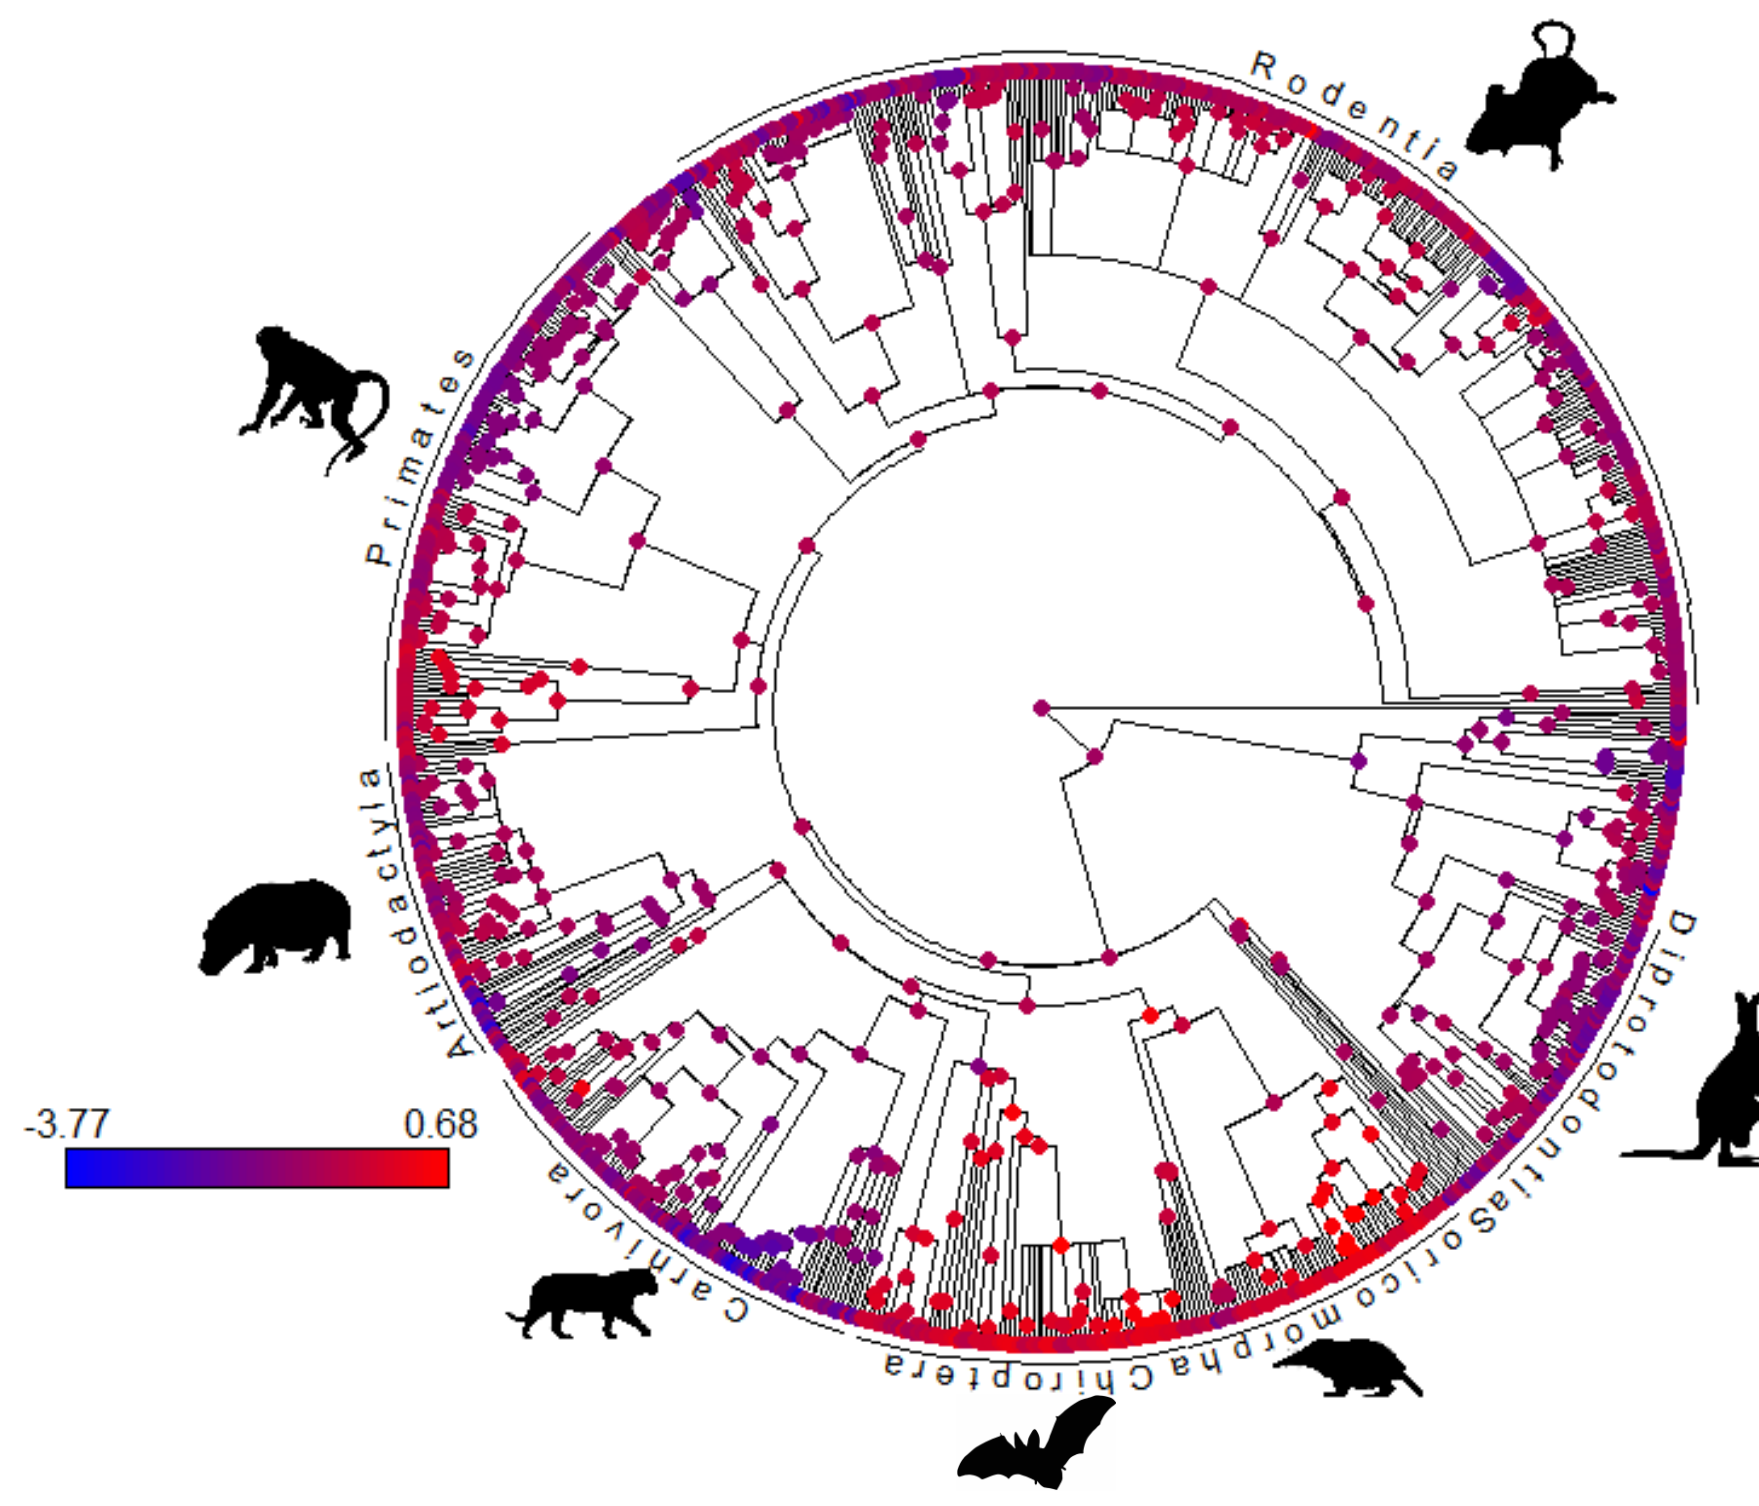 Rodentia
Primates
Artiodactyla
-3.77 0.68
Carnivora
Chiroptera
Soricomorpha
Diprotodontia